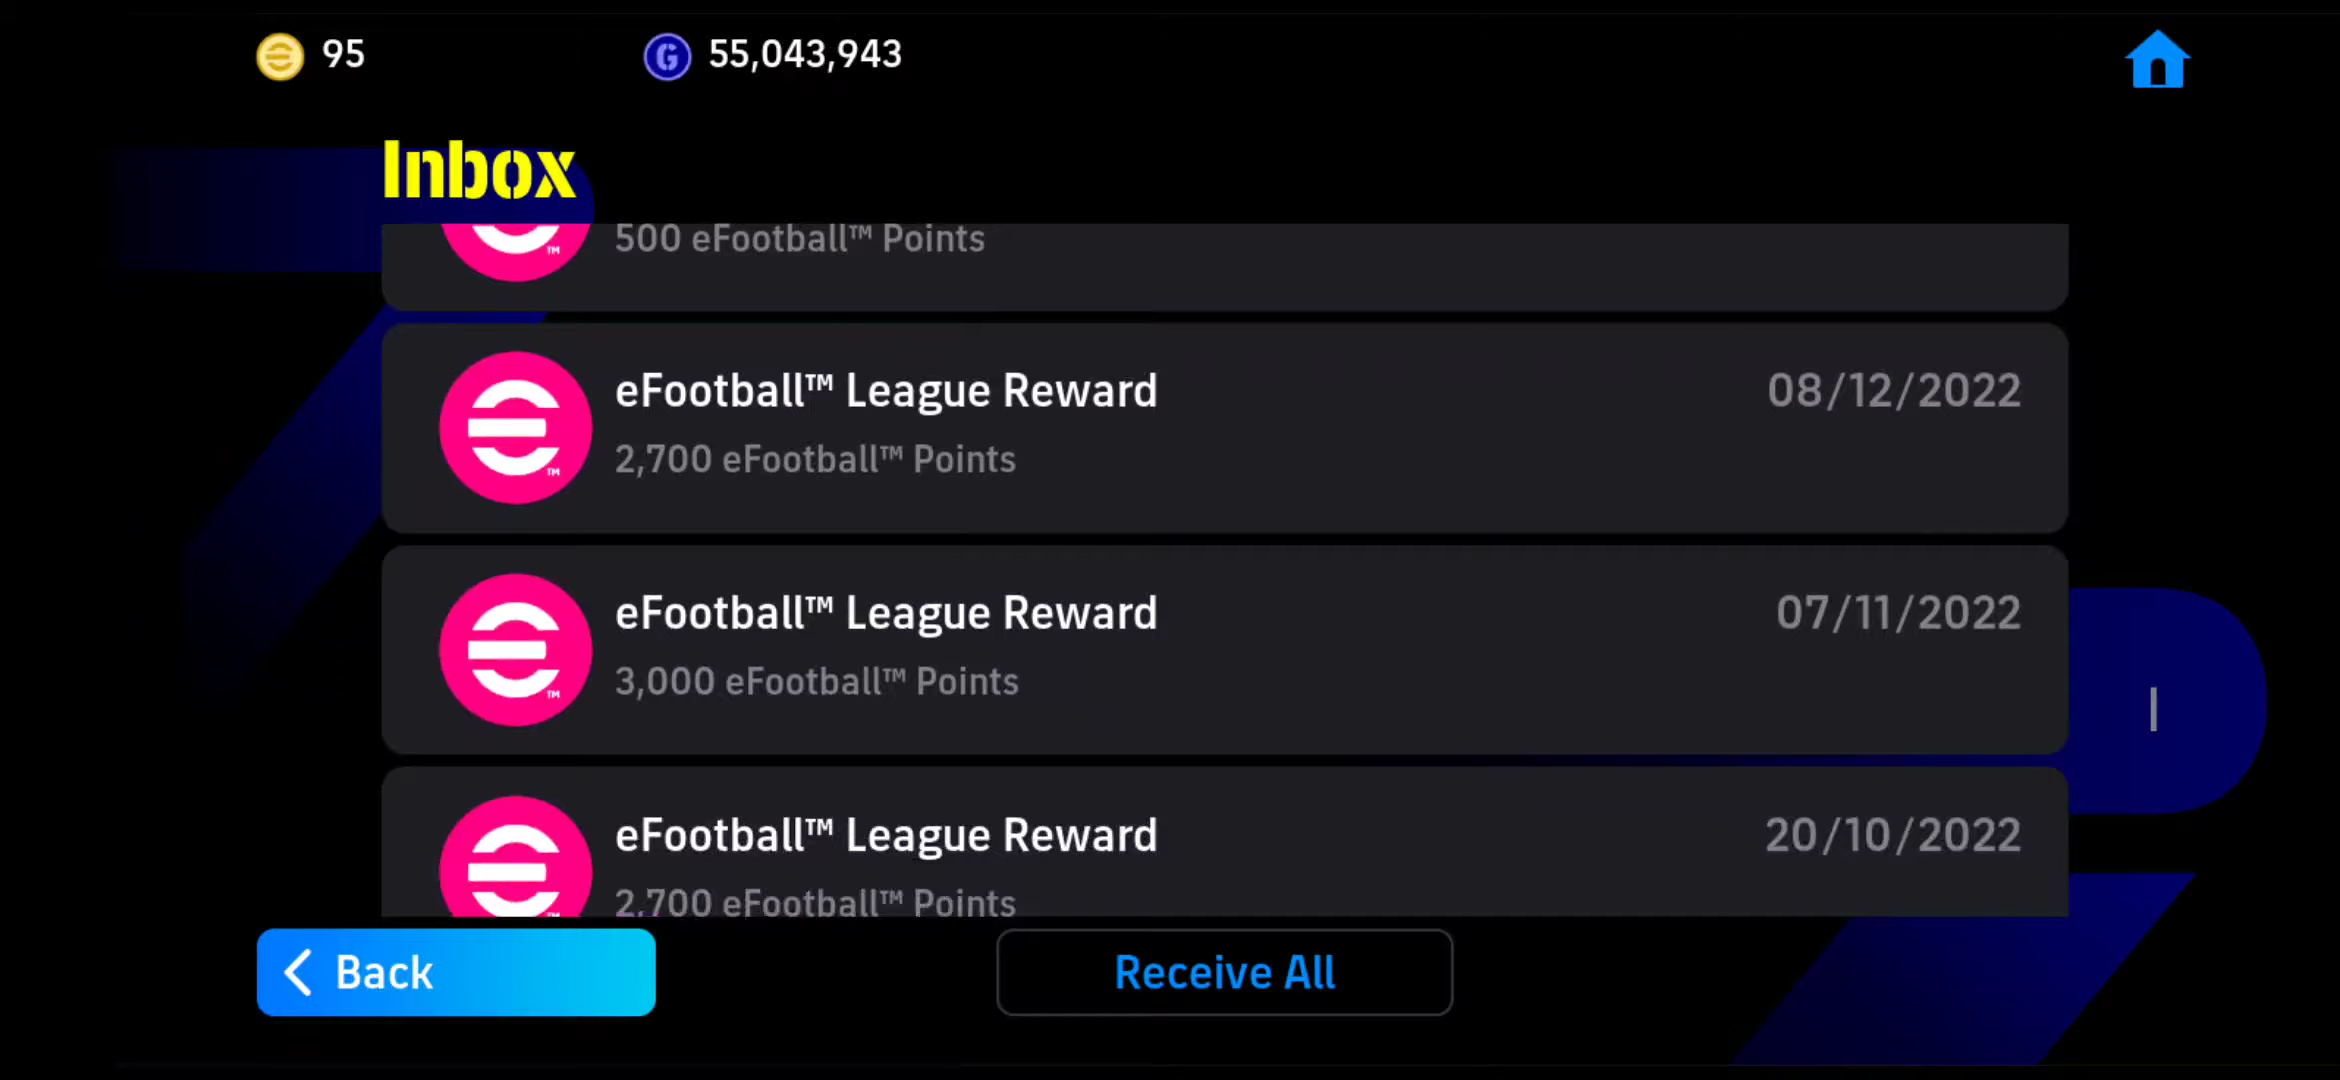 95
55,043,943
Inbox
500 eFootball™ Points
eFootball™ League Reward
08/12/2022
2,700 eFootball™ Points
eFootball™ League Reward
07/11/2022
3,000 eFootball™ Points
eFootball™ League Reward
20/10/2022
2,700 eFootball™ Points
Back
Receive All